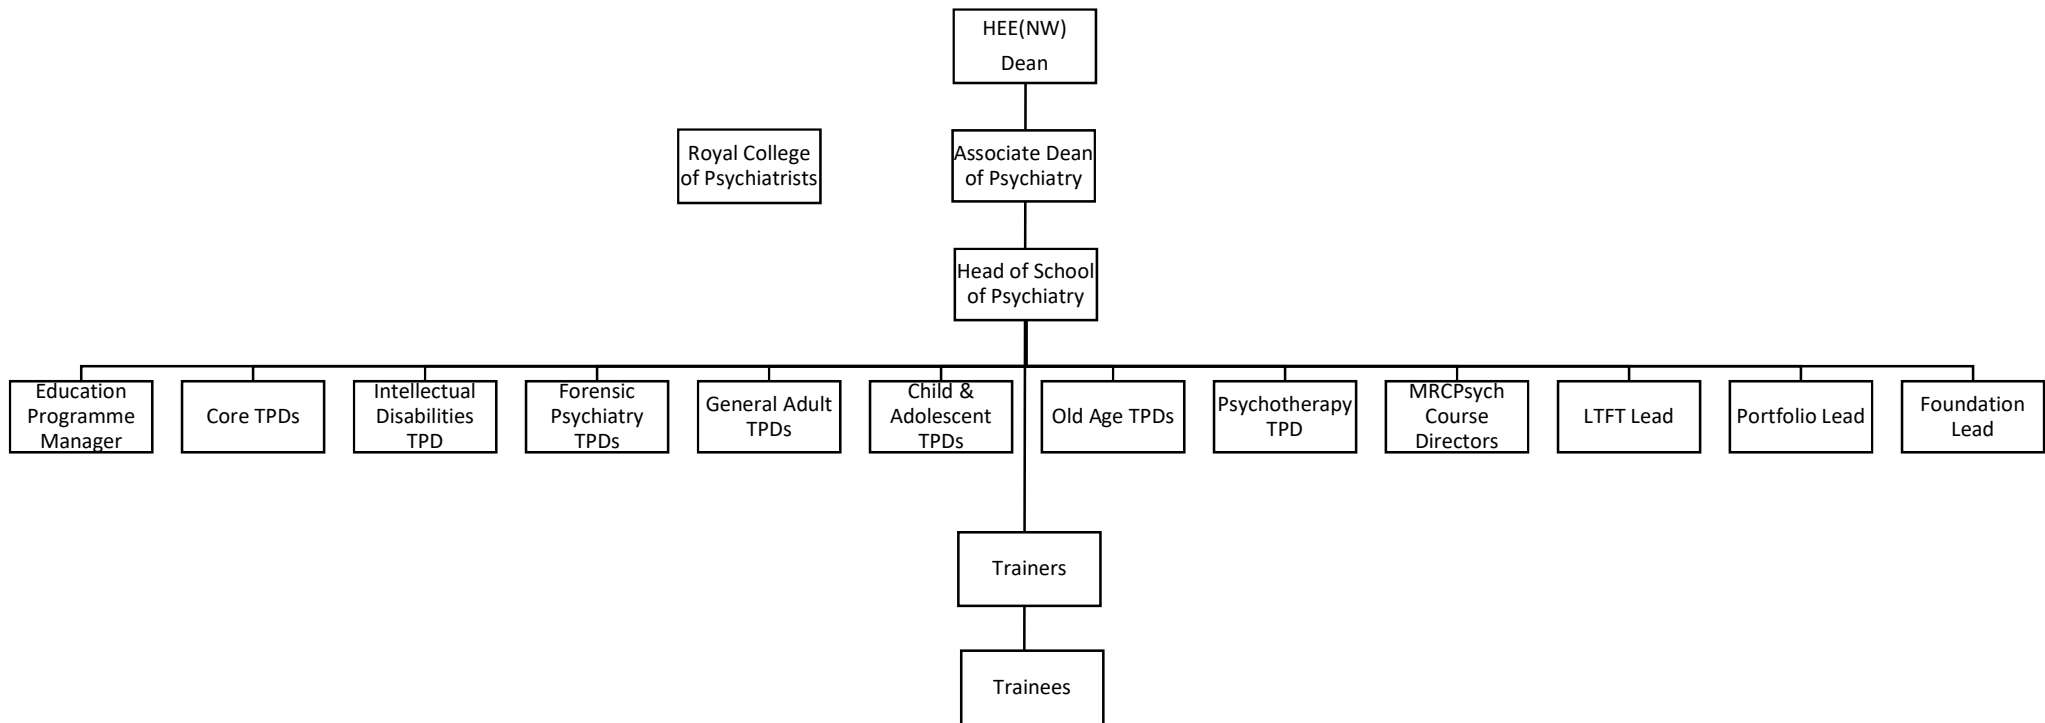 HEE(NW)
Dean
Royal College
of Psychiatrists
Associate Dean
of Psychiatry
Head of School
of Psychiatry
Education
Programme
Manager
Core TPDs
Intellectual
Disabilities
TPD
Forensic
Psychiatry
TPDs
General Adult
TPDs
Child &
Adolescent
TPDs
Old Age TPDs
Psychotherapy
TPD
MRCPsych
Course
Directors
LTFT Lead
Portfolio Lead
Foundation
Lead
Trainers
Trainees